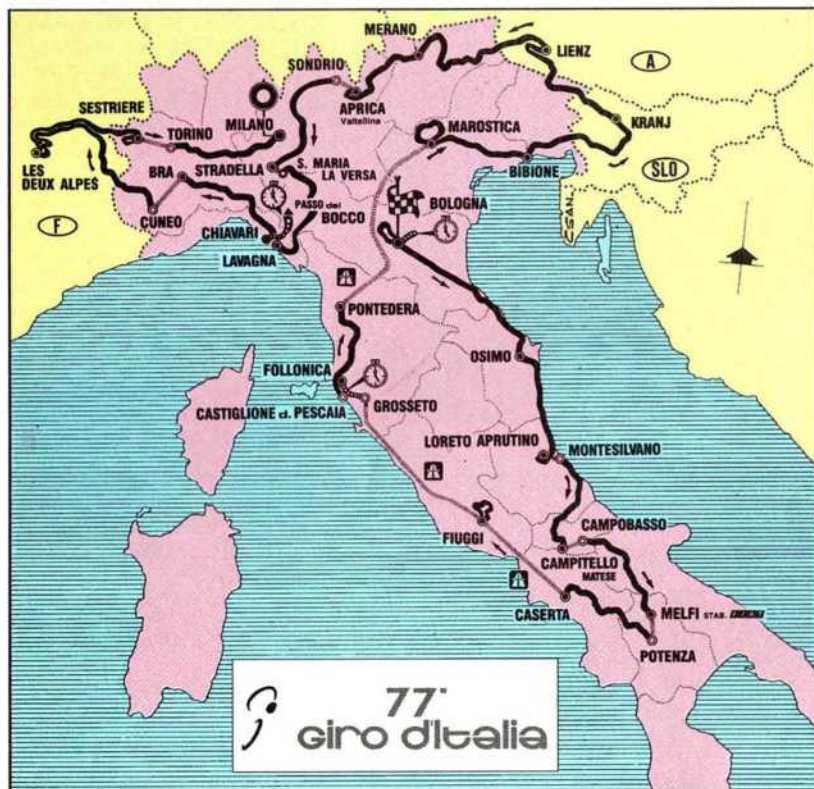 MERANO
LIENZ
A
SONDRIO
APRICA
Valtellina
SESTRIERE
TORINO
MILANO
KRANJ
MAROSTICA
LES
DEUX ALPES
BRA
STRADELLA
S. MARIA
LA VERSA
BIBIONE
SLO
F
CUNEO
PASSO del
BOCCO
BOLOGNA
CHIAVARI
LAVAGNA
PONTEDERA
OSIMO
FOLLONICA
CASTIGLIONE d. PESCAIA
GROSSETO
LORETO APRUTINO
MONTESILVANO
FIUGGI
CAMPOBASSO
CAMPITELLO
MATESE
CASERTA
MELFI STAB. FIAT
POTENZA
77°
Giro d'Italia